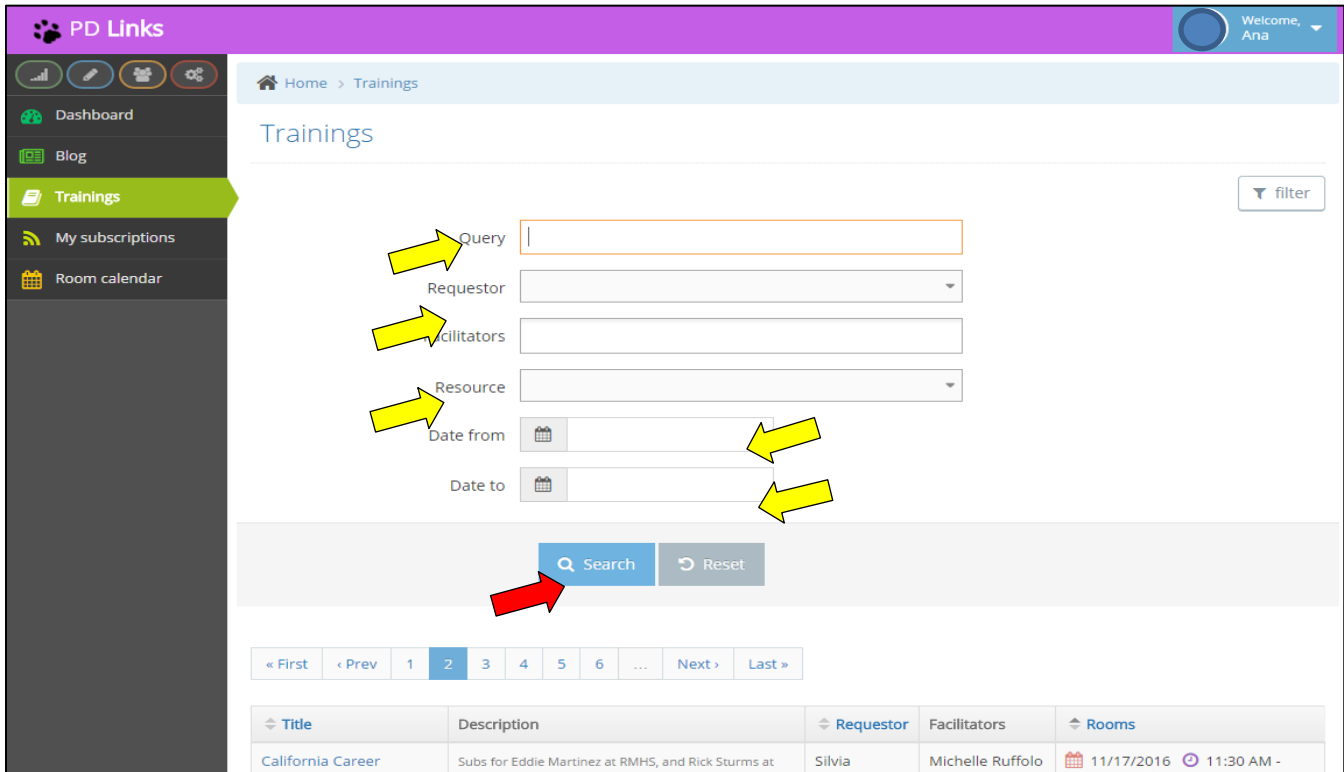 PD Links
Welcome,
Ana
Home > Trainings
Dashboard
Blog
Trainings
My subscriptions
Room calendar
Trainings
filter
Query
Requestor
cilitators
Resource
Date from
Date to
Search
Reset
« First ‹ Prev 1 2 3 4 5 6 ... Next › Last »
Title Description Requestor Facilitators Rooms
California Career Subs for Eddie Martinez at RMHS, and Rick Sturms at Silvia Michelle Ruffolo 11/17/2016 11:30 AM -